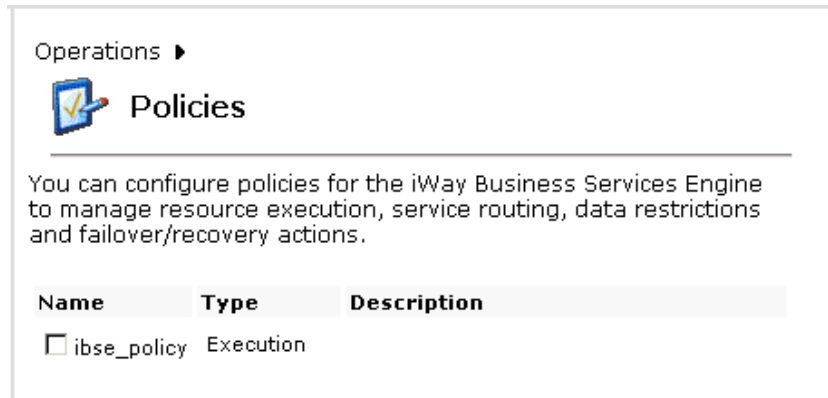 Operations
Policies
You can configure policies for the iWay Business Services Engine
to manage resource execution, service routing, data restrictions
and failover/recovery actions.
Name Type Description
ibse_policy Execution